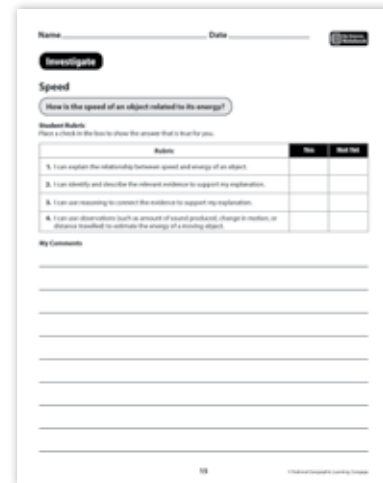 Name Date
Investigate
Speed
How is the speed of an object related to its energy?
Student Rubric
Place a check in the box to show the answer that is true for you.
Rubric Yes Not Yet
1. I can explain the relationship between speed and energy of an object.
2. I can identify and describe the relevant evidence to support my explanation.
3. I can use reasoning to connect the evidence to support my explanation.
4. I can use observations (such as amount of sound produced, change in motion, or
distance travelled) to estimate the energy of a moving object.
My Comments
© National Geographic Learning, Cengage